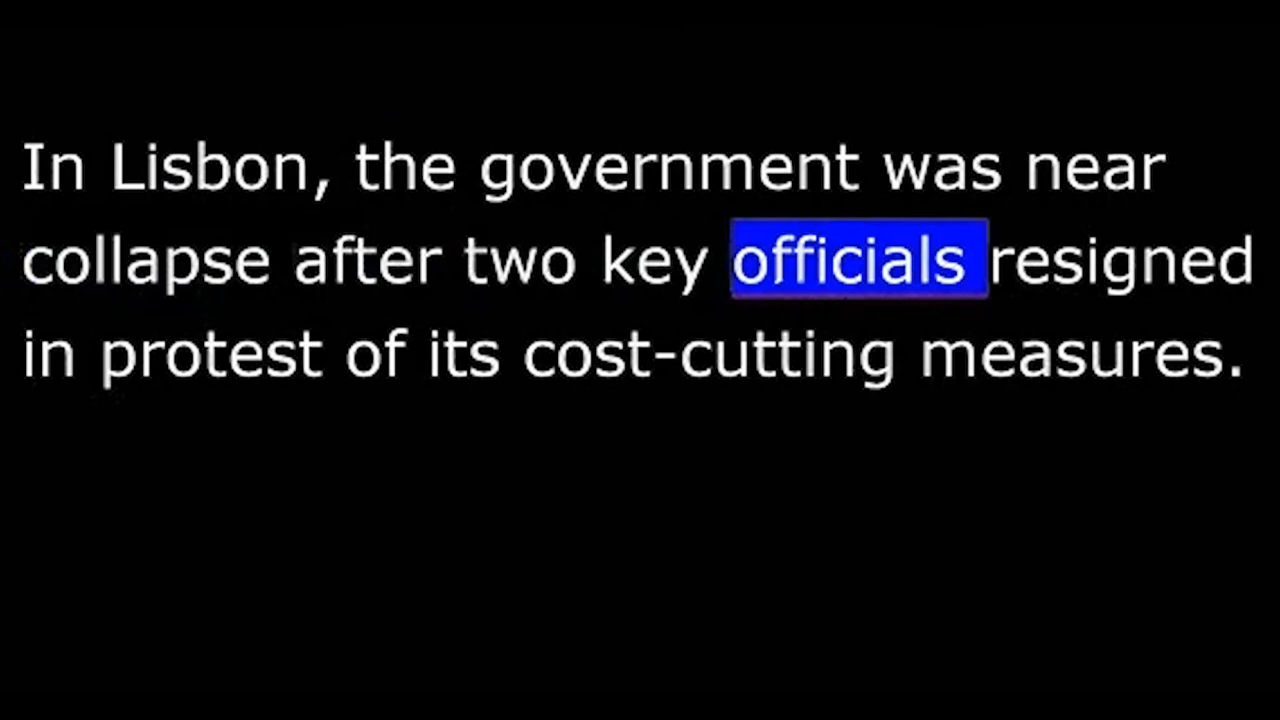 In Lisbon, the government was near
collapse after two key officials resigned
in protest of its cost-cutting measures.